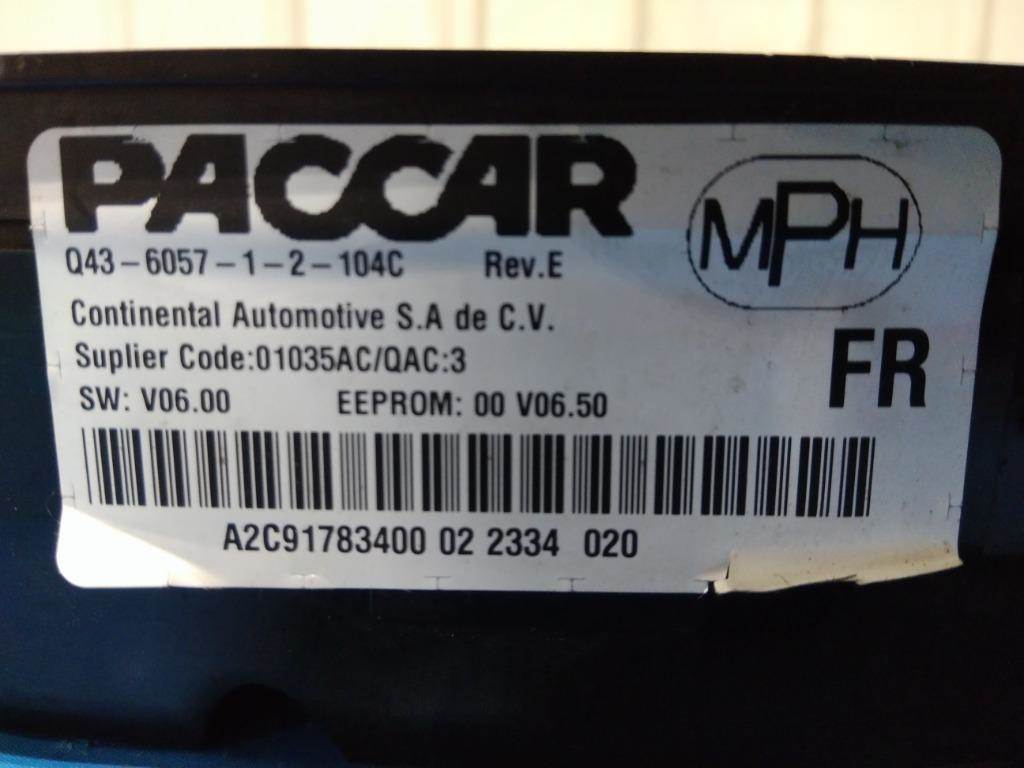 PACCAR
MPH
Q43-6057-1-2-104C Rev.E
Continental Automotive S.A de C.V.
Suplier Code:01035AC/QAC:3
FR
SW: V06.00 EEPROM: 00 V06.50
A2C91783400 02 2334 020